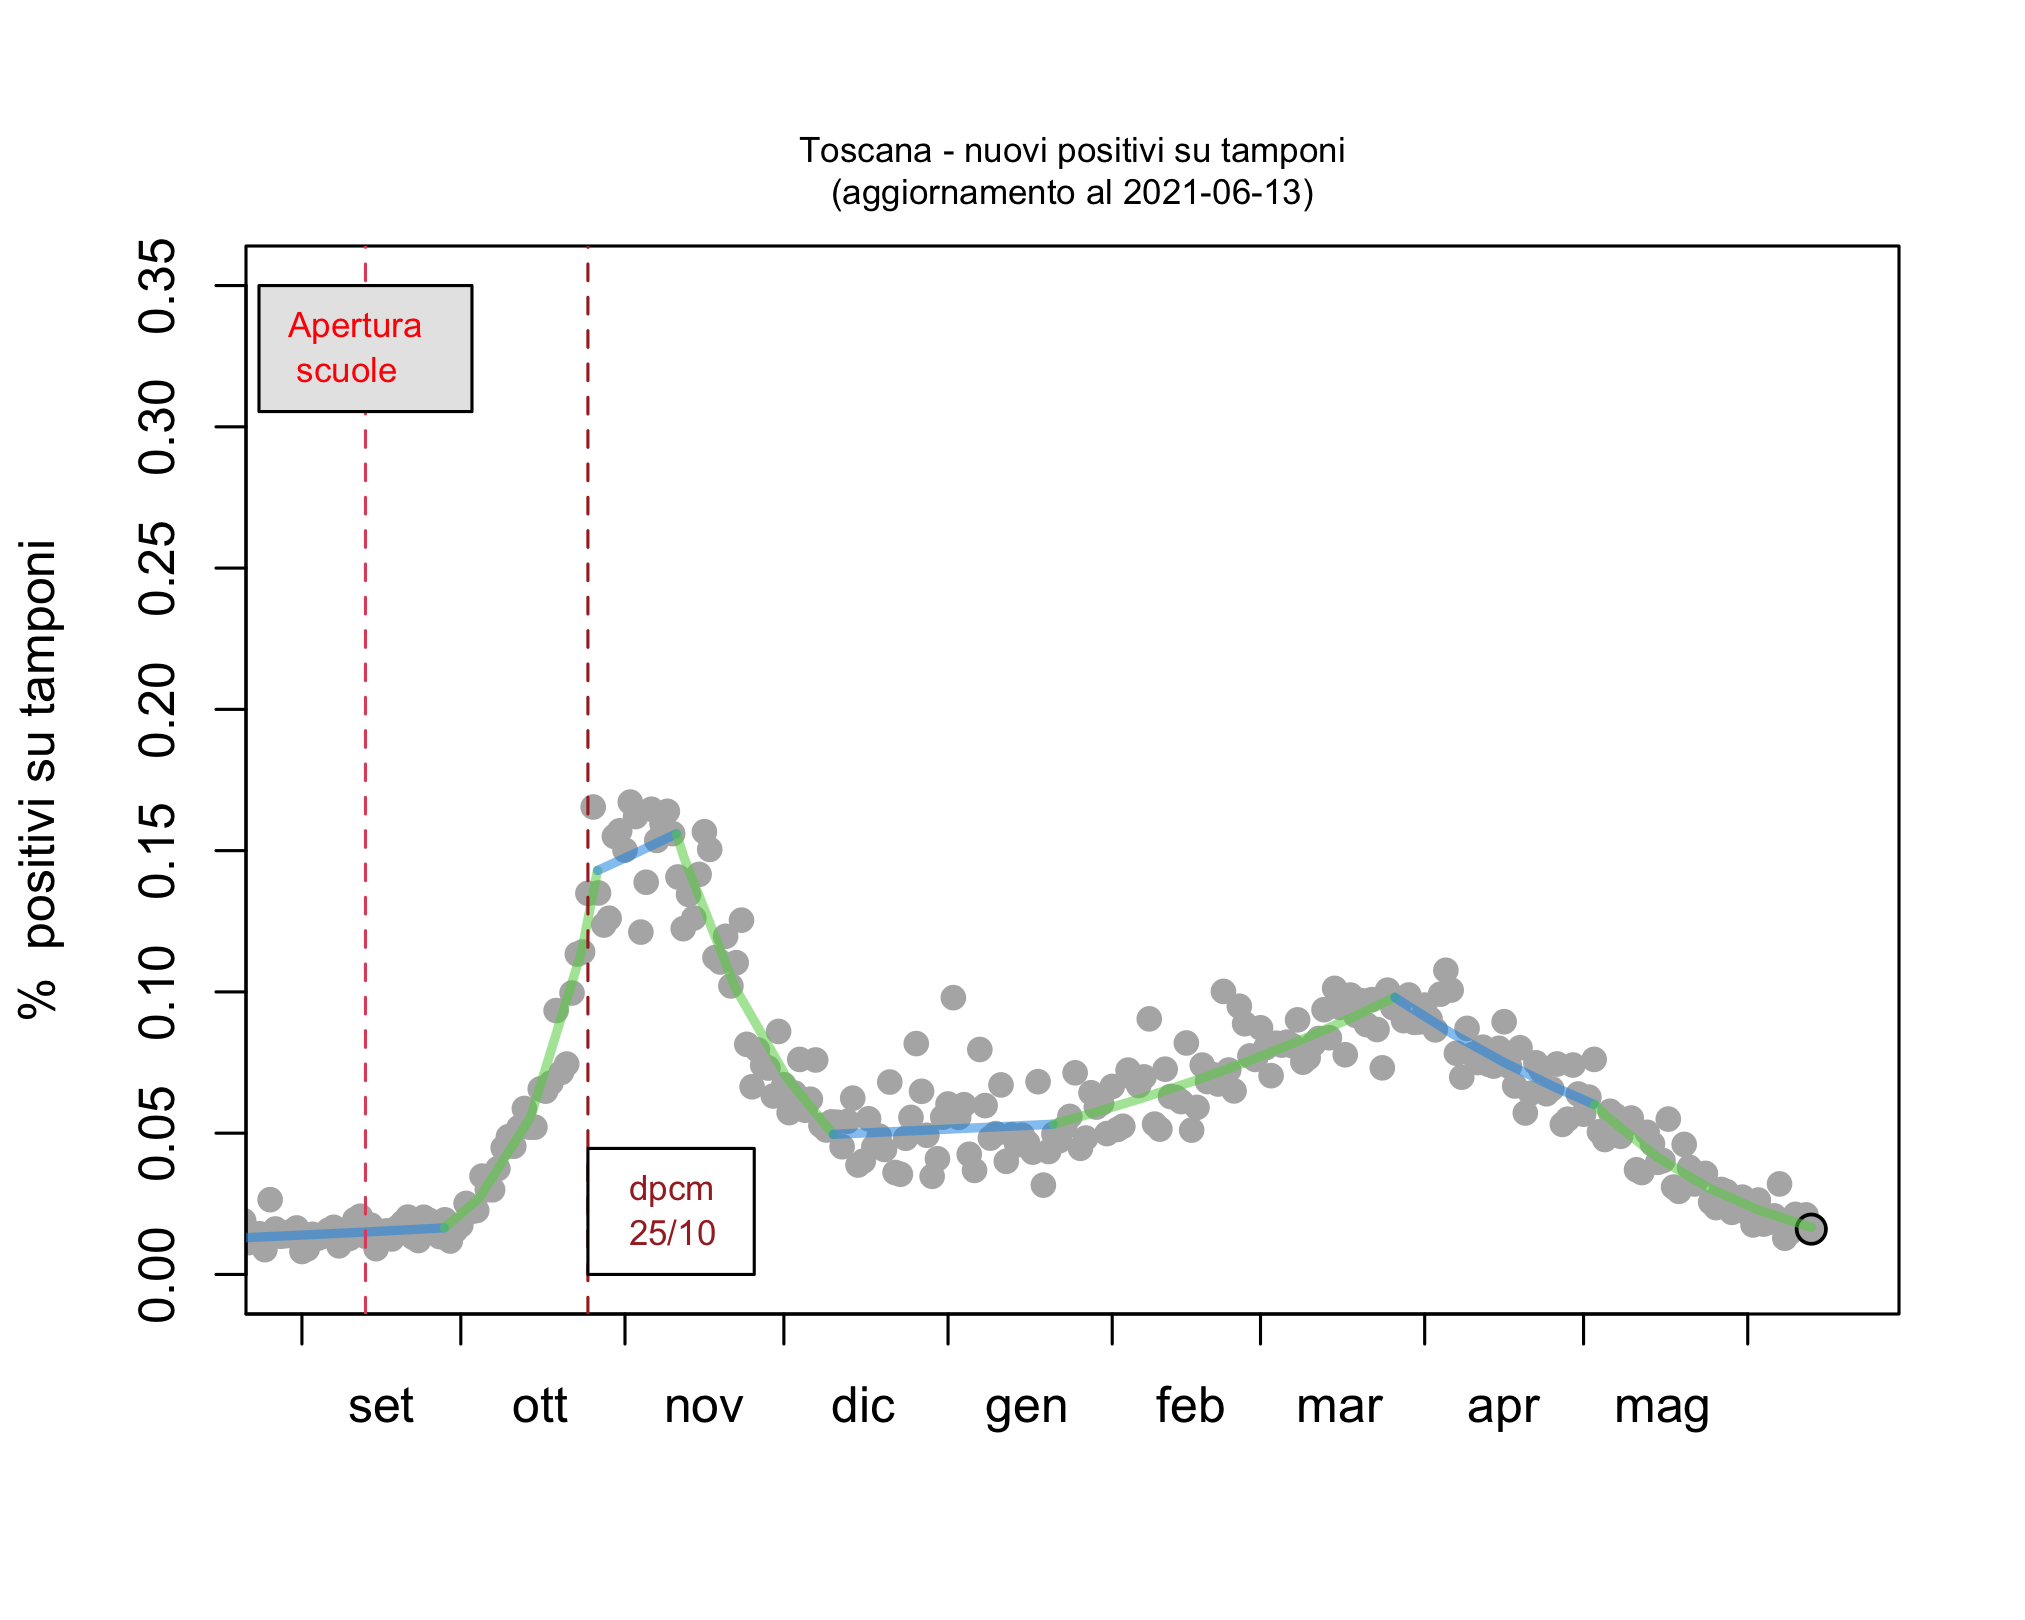 Toscana - nuovi positivi su tamponi
(aggiornamento al 2021-06-13)
% positivi su tamponi
0.35
0.30
0.25
0.20
0.15
0.10
0.05
0.00
Apertura
scuole
dpcm
25/10
set ott nov dic gen feb mar apr mag